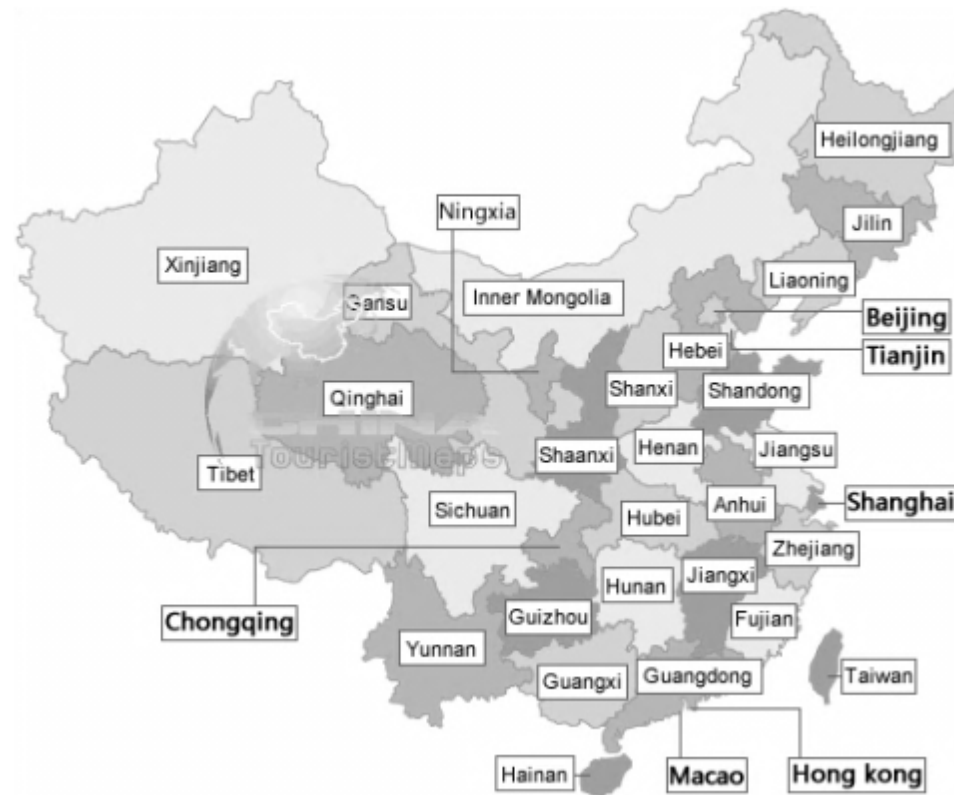 Heilongjiang
Ningxia
Jilin
Xinjiang
Liaoning
Gansu
Inner Mongolia
Beijing
Hebei
Tianjin
Qinghai
Shanxi
Shandong
Tibet
Shaanxi
Henan
Jiangsu
Sichuan
Hubei
Anhui
Shanghai
Zhejiang
Jiangxi
Hunan
Chongqing
Guizhou
Fujian
Yunnan
Guangxi
Guangdong
Taiwan
Hainan
Macao
Hong kong